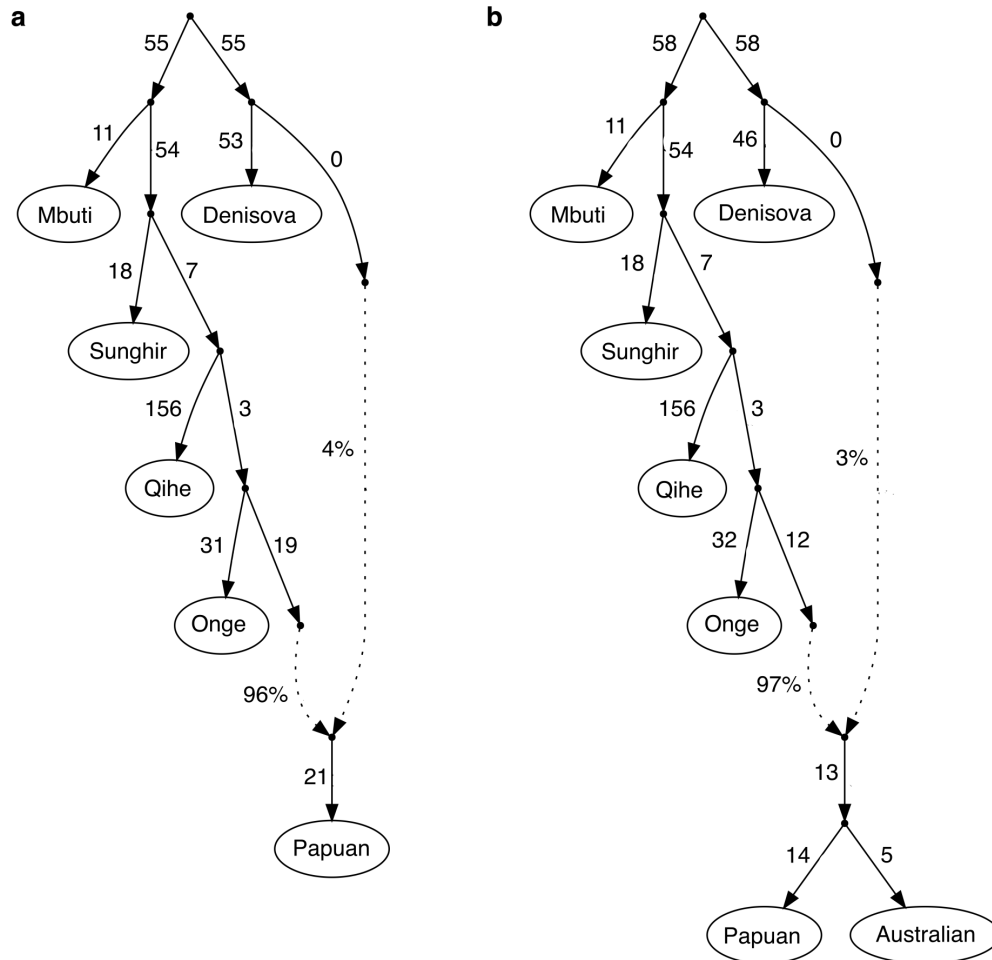 a
55 55
11
54
53
0
Mbuti
Denisova
18
7
Sunghir
156
3
4%
Qihe
31
19
Onge
96%
21
Papuan
b
58 58
11
54
46
0
Mbuti
Denisova
18
7
Sunghir
156
3
3%
Qihe
32
12
Onge
97%
13
14
5
Papuan
Australian